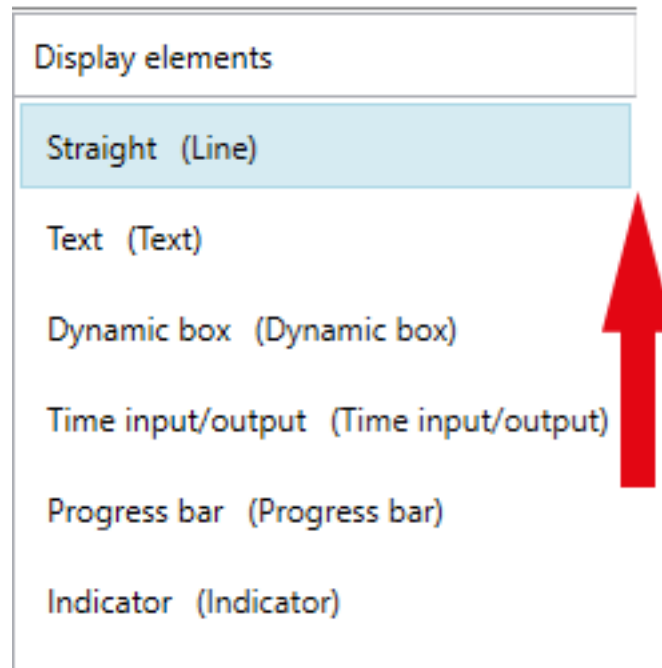 Display elements
Straight (Line)
Text (Text)
Dynamic box (Dynamic box)
Time input/output (Time input/output)
Progress bar (Progress bar)
Indicator (Indicator)